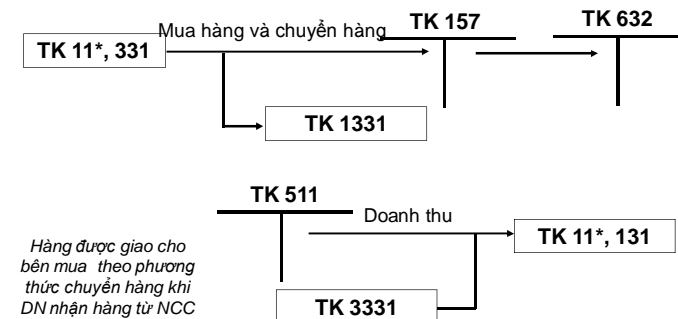 TK 157
TK 632
Mua hàng và chuyển hàng
TK 11*, 331
TK 1331
TK 511
Doanh thu
TK 11*, 131
Hàng được giao cho
bên mua theo phương
thức chuyển hàng khi
DN nhận hàng từ NCC
TK 3331